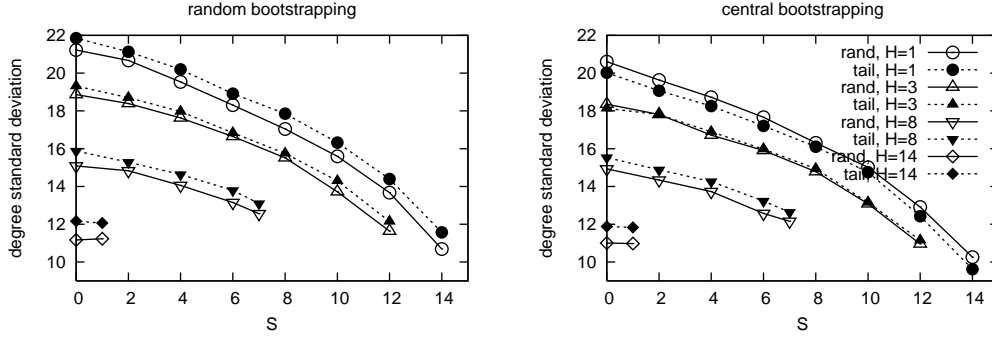 random bootstrapping
degree standard deviation
22
20
18
16
14
12
10
0 2 4 6 8 10 12 14
S
central bootstrapping
degree standard deviation
22
20
18
16
14
12
10
0 2 4 6 8 10 12 14
S
rand, H=1
tail, H=1
rand, H=3
tail, H=3
rand, H=8
tail, H=8
rand, H=14
tail, H=14